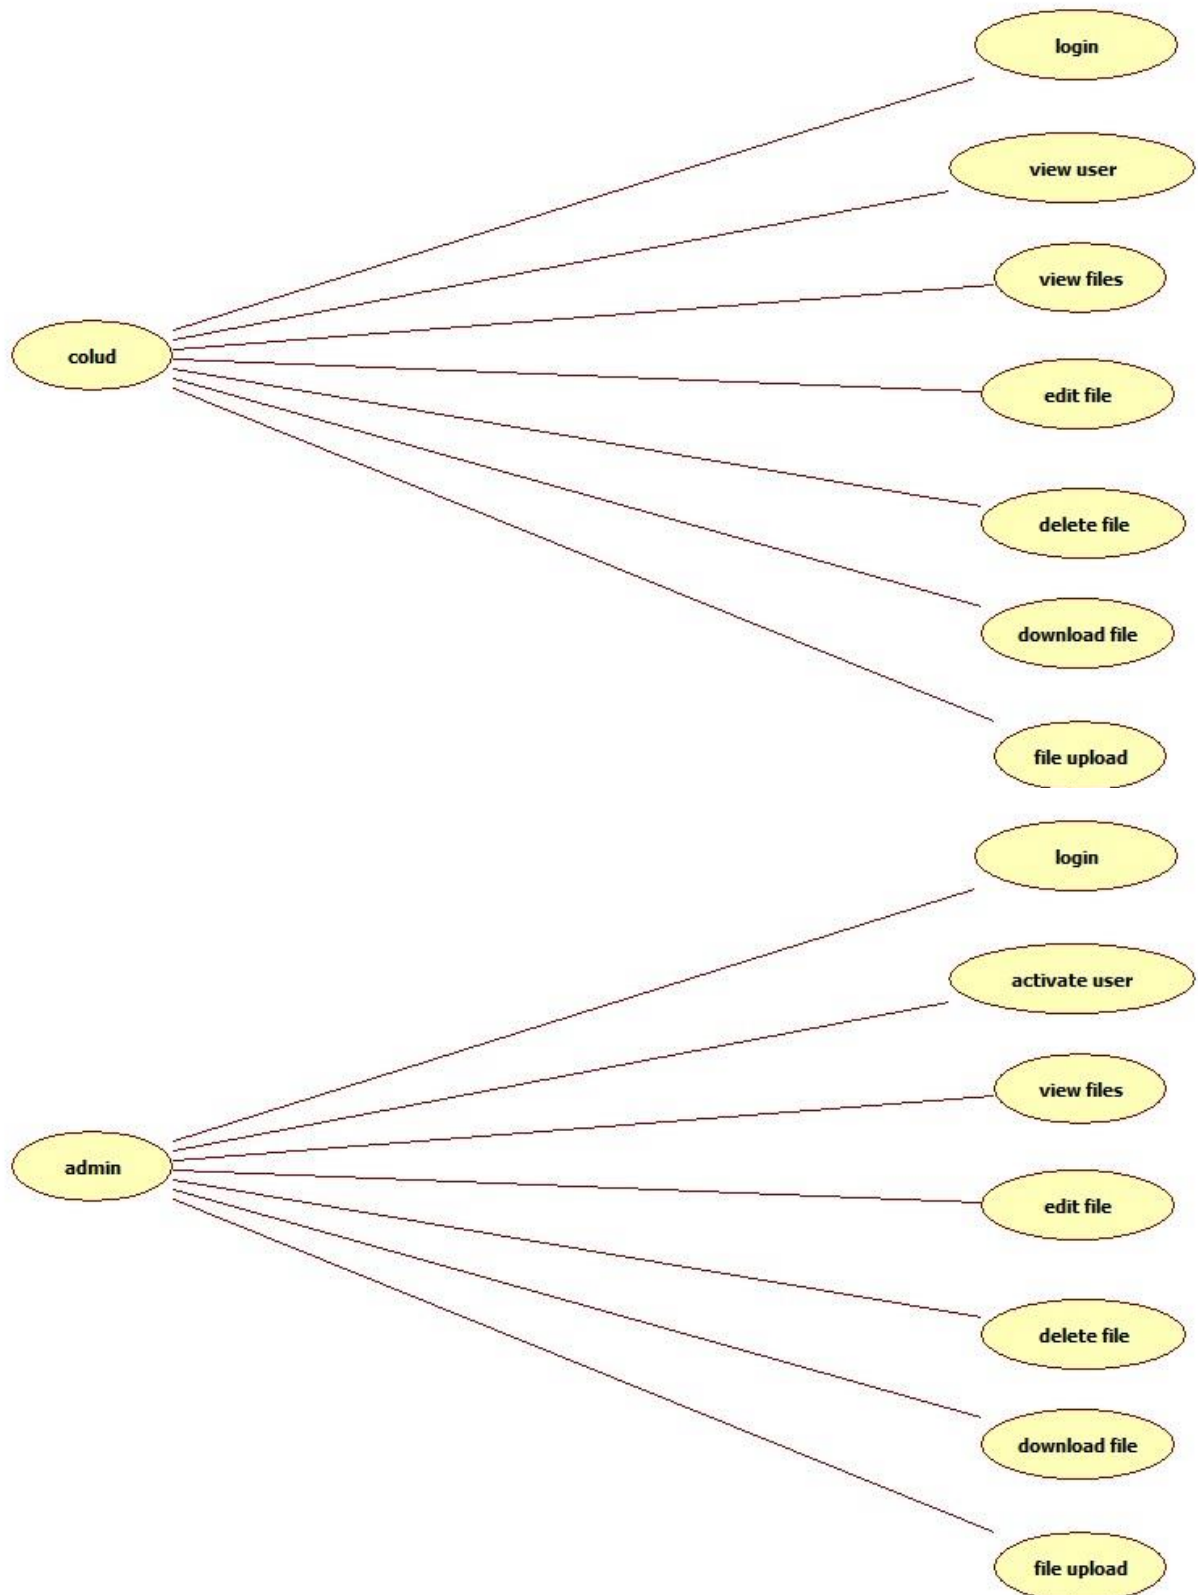 login
view user
view files
colud
edit file
delete file
download file
file upload
login
activate user
view files
admin
edit file
delete file
download file
file upload